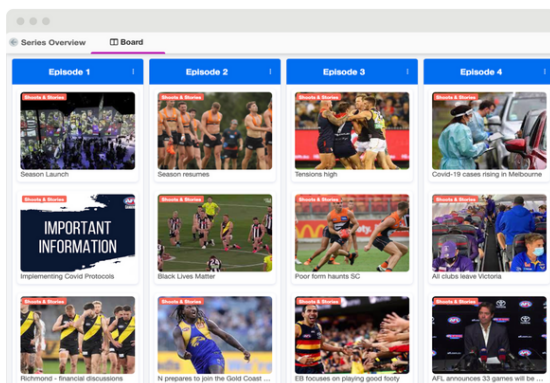 Series Overview
Board
Episode 1
Episode 2
Episode 3
Episode 4
Shoots & Stories
Season Launch
Shoots & Stories
Season resumes
Shoots & Stories
Tensions high
Shoots & Stories
Covid-19 cases rising in Melbourne
Shoots & Stories
IMPORTANT
INFORMATION
Implementing Covid Protocols
Shoots & Stories
Black Lives Matter
Shoots & Stories
Poor form haunts SC
Shoots & Stories
All clubs leave Victoria
Shoots & Stories
Richmond - financial discussions
Shoots & Stories
N prepares to join the Gold Coast ...
Shoots & Stories
EB focuses on playing good footy
Shoots & Stories
TOYOTA
AFL announces 33 games will be ...